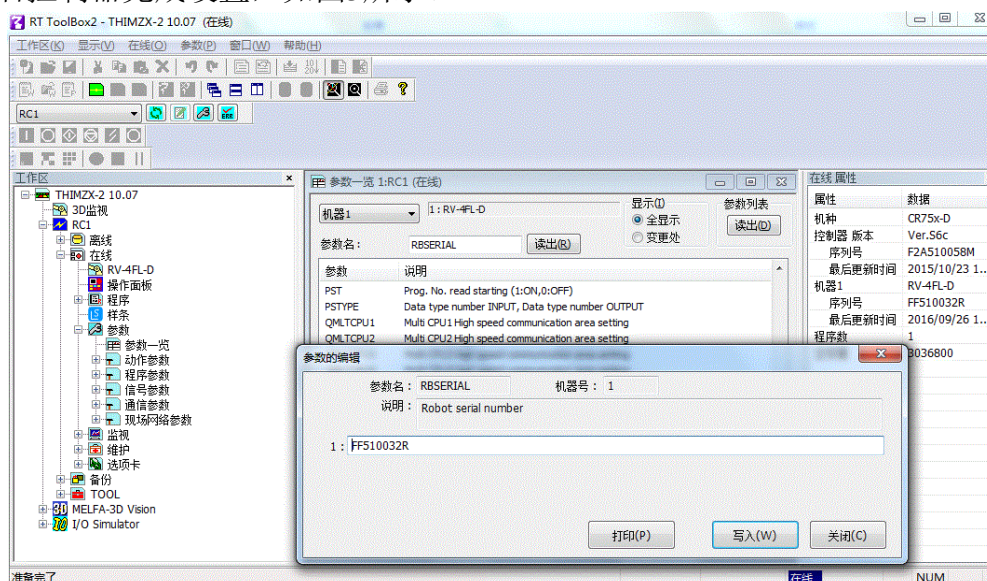 RT ToolBox2 - THIMZX-2 10.07 (在线)
工作区(K) 显示(V) 在线(O) 参数(P) 窗口(W) 帮助(H)
RC1
工作区
THIMZX-2 10.07
3D监视
RC1
离线
在线
RV-4FL-D
操作面板
程序
样条
参数
参数一览
动作参数
程序参数
信号参数
通信参数
现场网络参数
监视
维护
选项卡
备份
TOOL
MELFA-3D Vision
I/O Simulator
参数一览 1:RC1 (在线)
机器1 1 : RV-4FL-D
显示(I)
全显示
变更处
参数列表
读出(D)
参数名: RBSERIAL 读出(R)
参数 说明
PST Prog. No. read starting (1:ON,0:OFF)
PSTYPE Data type number INPUT, Data type number OUTPUT
QMLTCPU1 Multi CPU1 High speed communication area setting
QMLTCPU2 Multi CPU2 High speed communication area setting
在线 属性
属性 数据
机种 CR75x-D
控制器 版本 Ver.S6c
序列号 F2A510058M
最后更新时间 2015/10/23 1..
机器1 RV-4FL-D
序列号 FF510032R
最后更新时间 2016/09/26 1..
程序数 1
3036800
参数的编辑
参数名: RBSERIAL 机器号: 1
说明: Robot serial number
1: FF510032R
打印(P) 写入(W) 关闭(C)
准备完了 在线 NUM